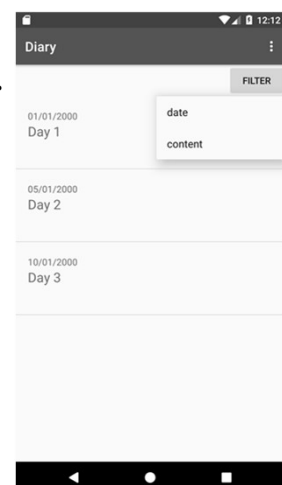 12:12
Diary
FILTER
date
content
01/01/2000
Day 1
05/01/2000
Day 2
10/01/2000
Day 3